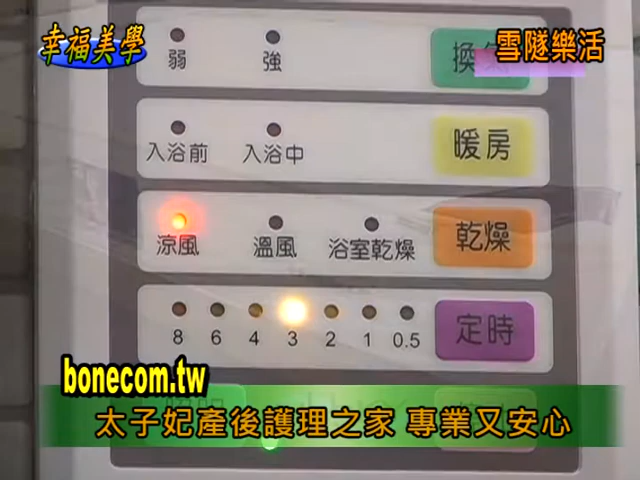 幸福美學
雪隧樂活
弱 強 換氣
入浴前 入浴中 暖房
涼風 溫風 浴室乾燥 乾燥
8 6 4 3 2 1 0.5 定時
bonecom.tw
太子妃產後護理之家 專業又安心